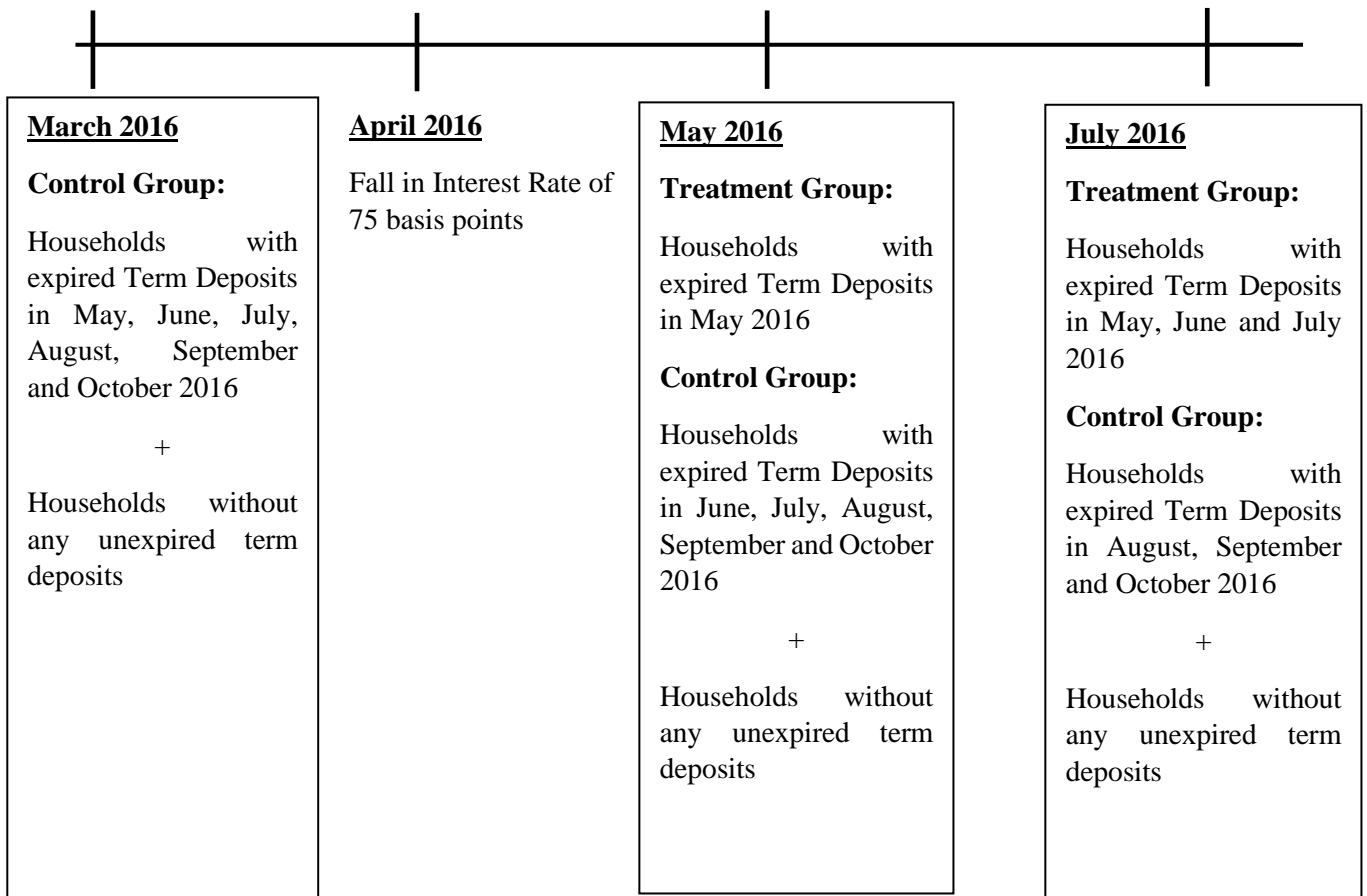 March 2016
Control Group:
Households with
expired Term Deposits
in May, June, July,
August, September
and October 2016
+
Households without
any unexpired term
deposits
April 2016
Fall in Interest Rate of
75 basis points
May 2016
Treatment Group:
Households with
expired Term Deposits
in May 2016
Control Group:
Households with
expired Term Deposits
in June, July, August,
September and October
2016
+
Households without
any unexpired term
deposits
July 2016
Treatment Group:
Households with
expired Term Deposits
in May, June and July
2016
Control Group:
Households with
expired Term Deposits
in August, September
and October 2016
+
Households without
any unexpired term
deposits